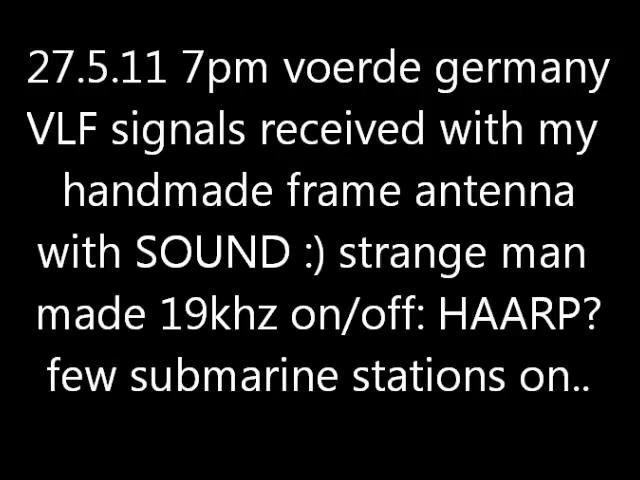 27.5.11 7pm voerde germany
VLF signals received with my
handmade frame antenna
with SOUND :) strange man
made 19khz on/off: HAARP?
few submarine stations on..